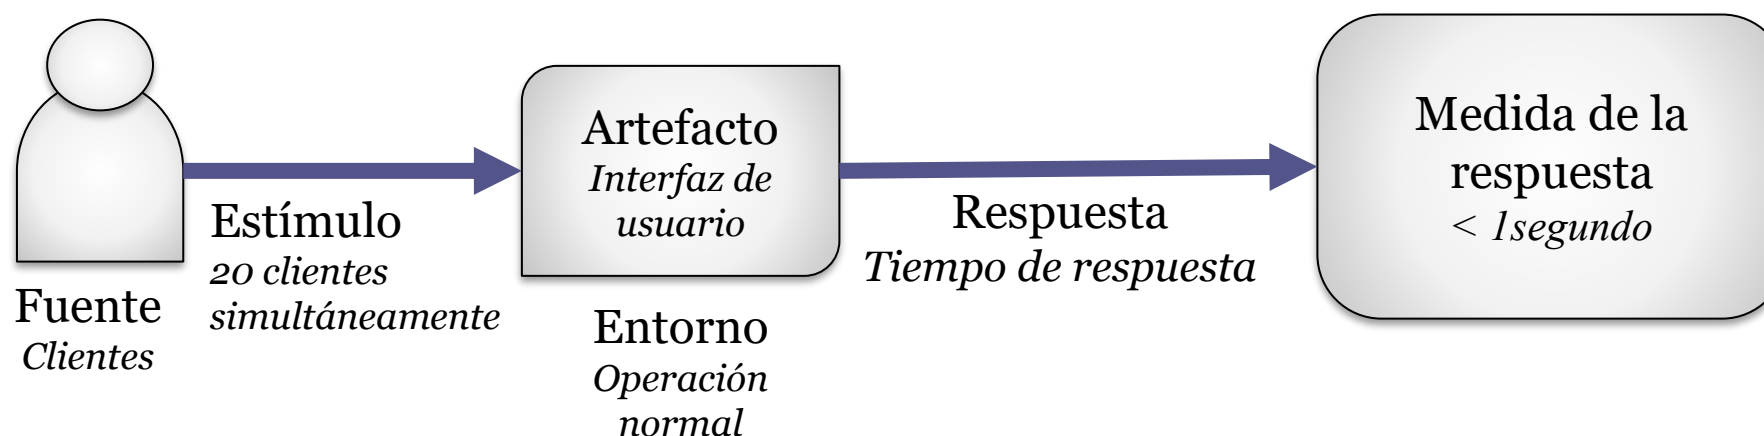 Fuente
Clientes
Estímulo
20 clientes
simultáneamente
Artefacto
Interfaz de
usuario
Entorno
Operación
normal
Respuesta
Tiempo de respuesta
Medida de la
respuesta
< 1segundo